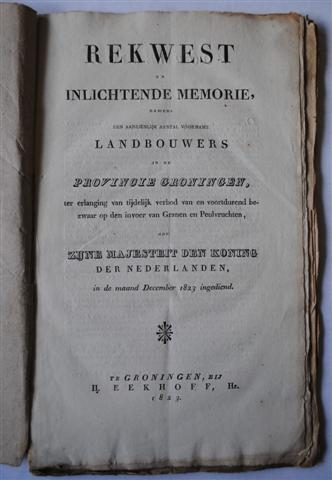 REKWEST
EN
INLICHTENDE MEMORIE,
NAMENS
EEN AANZIENLIJK AANTAL VOORNAME
LANDBOUWERS
IN DE
PROVINCIE GRONINGEN,
ter erlanging van tijdelijk verbod van en voortdurend be-
zwaar op den invoer van Granen en Peulvruchten,
AAN
ZIJNE MAJESTEIT DEN KONING
DER NEDERLANDEN,
in de maand December 1823 ingediend.
TE GRONINGEN, BIJ
H. EEKHOFF, Hz.
1823.